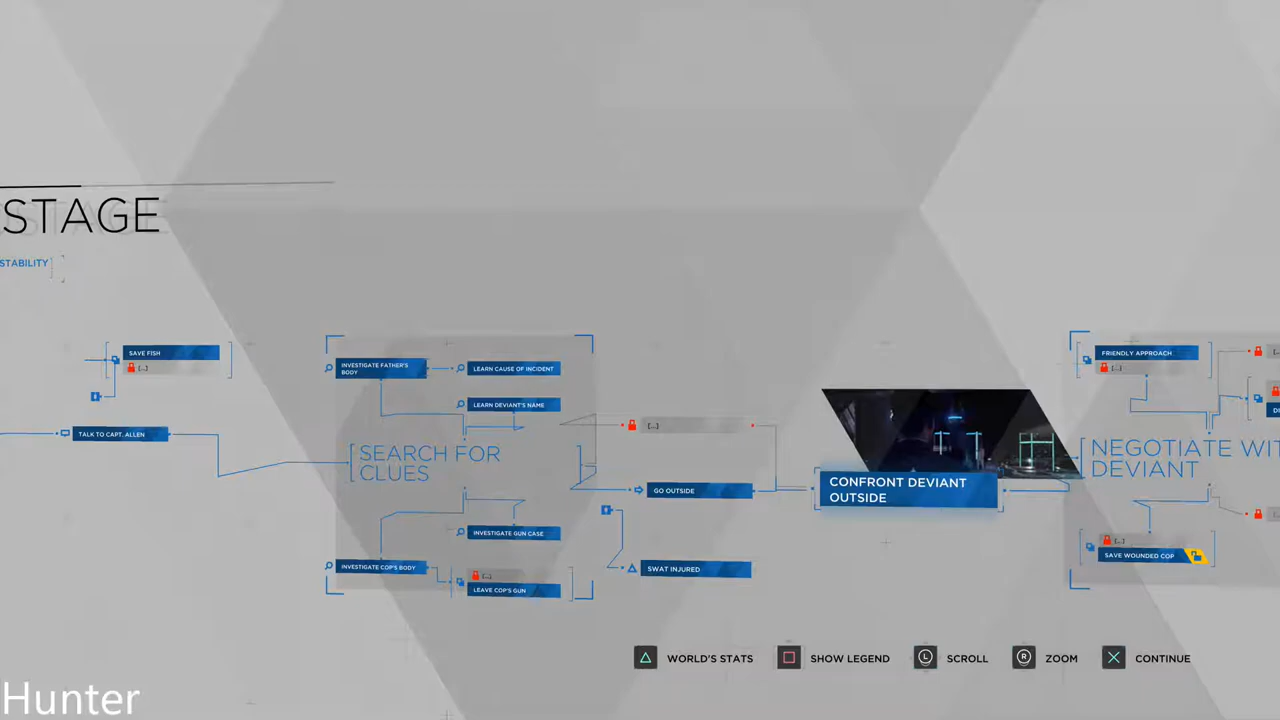 STAGE
STABILITY
SAVE FISH
[...]
TALK TO CAPT. ALLEN
INVESTIGATE FATHER'S
BODY
LEARN CAUSE OF INCIDENT
LEARN DEVIANT'S NAME
SEARCH FOR
CLUES
INVESTIGATE GUN CASE
INVESTIGATE COP'S BODY
[...]
LEAVE COP'S GUN
[...]
GO OUTSIDE
SWAT INJURED
CONFRONT DEVIANT
OUTSIDE
FRIENDLY APPROACH
[...]
NEGOTIATE WIT
DEVIANT
[...]
SAVE WOUNDED COP
WORLD'S STATS
SHOW LEGEND
L
SCROLL
R
ZOOM
CONTINUE
Hunter